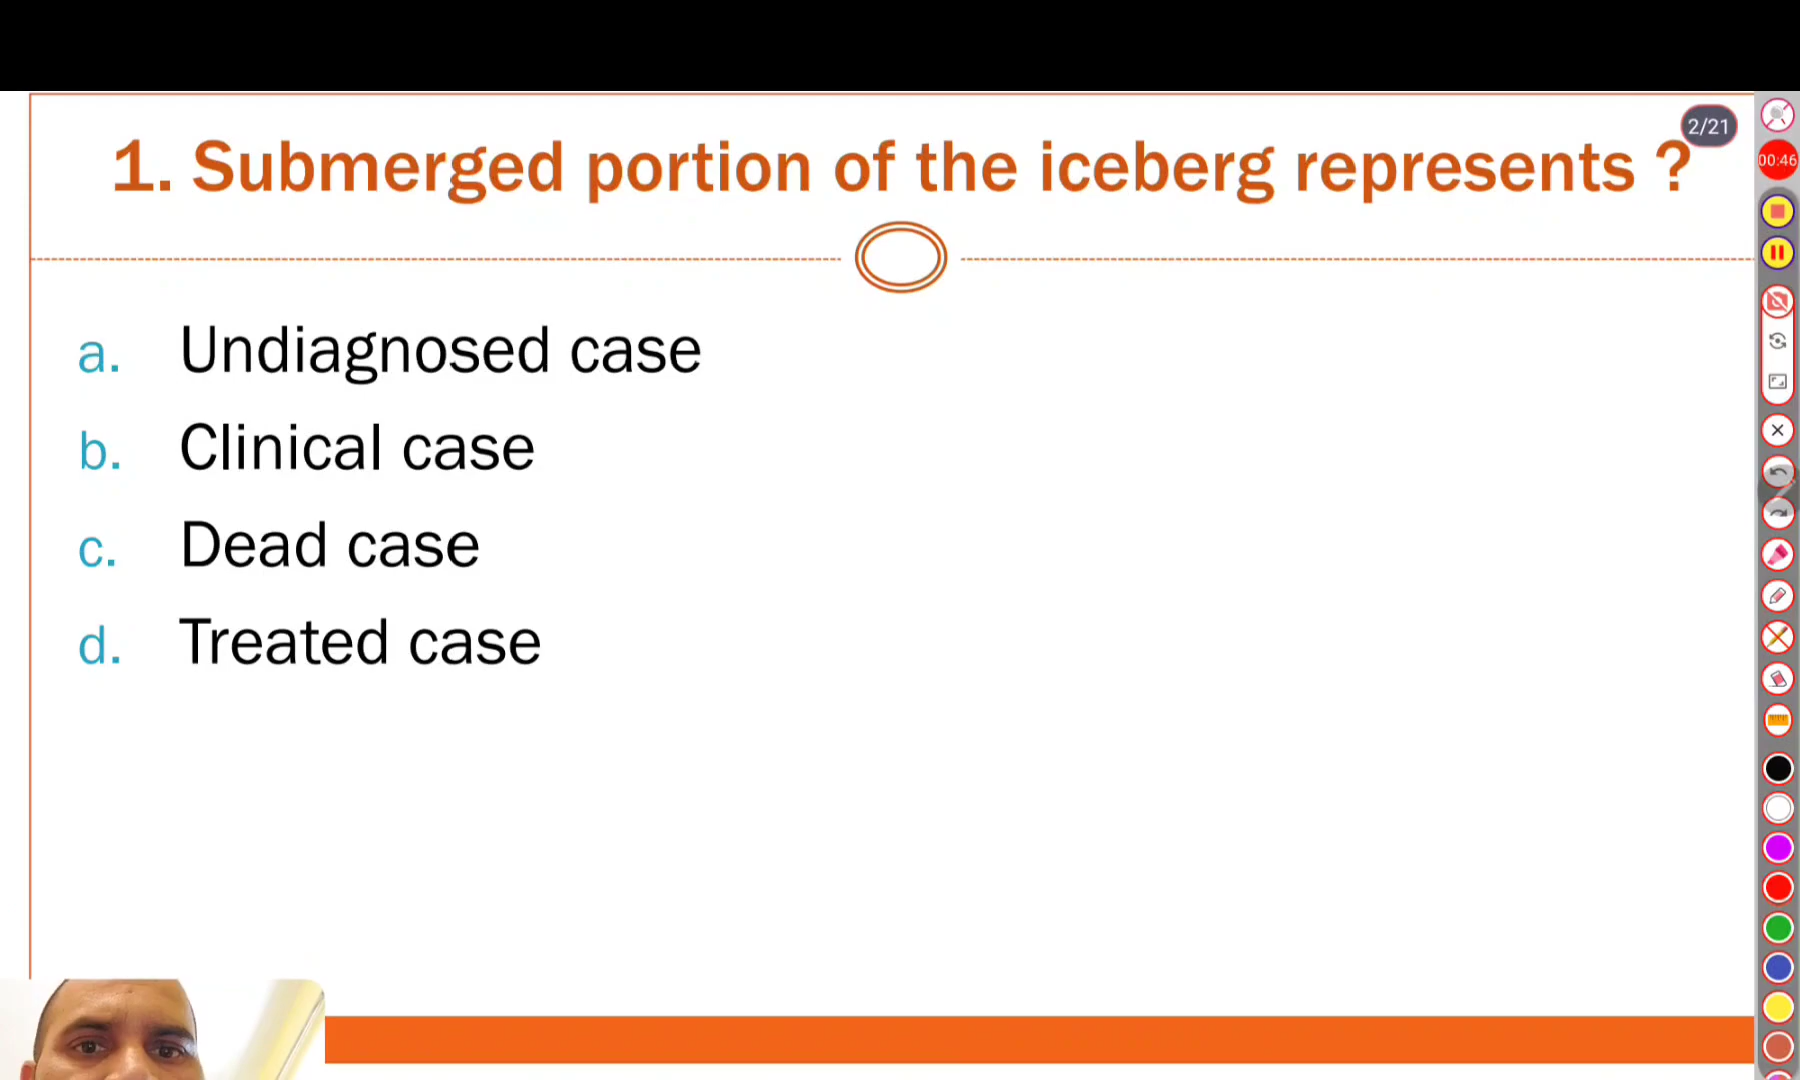 1. Submerged portion of the iceberg represents ?
2/21
00:46
a. Undiagnosed case
b. Clinical case
c. Dead case
d. Treated case